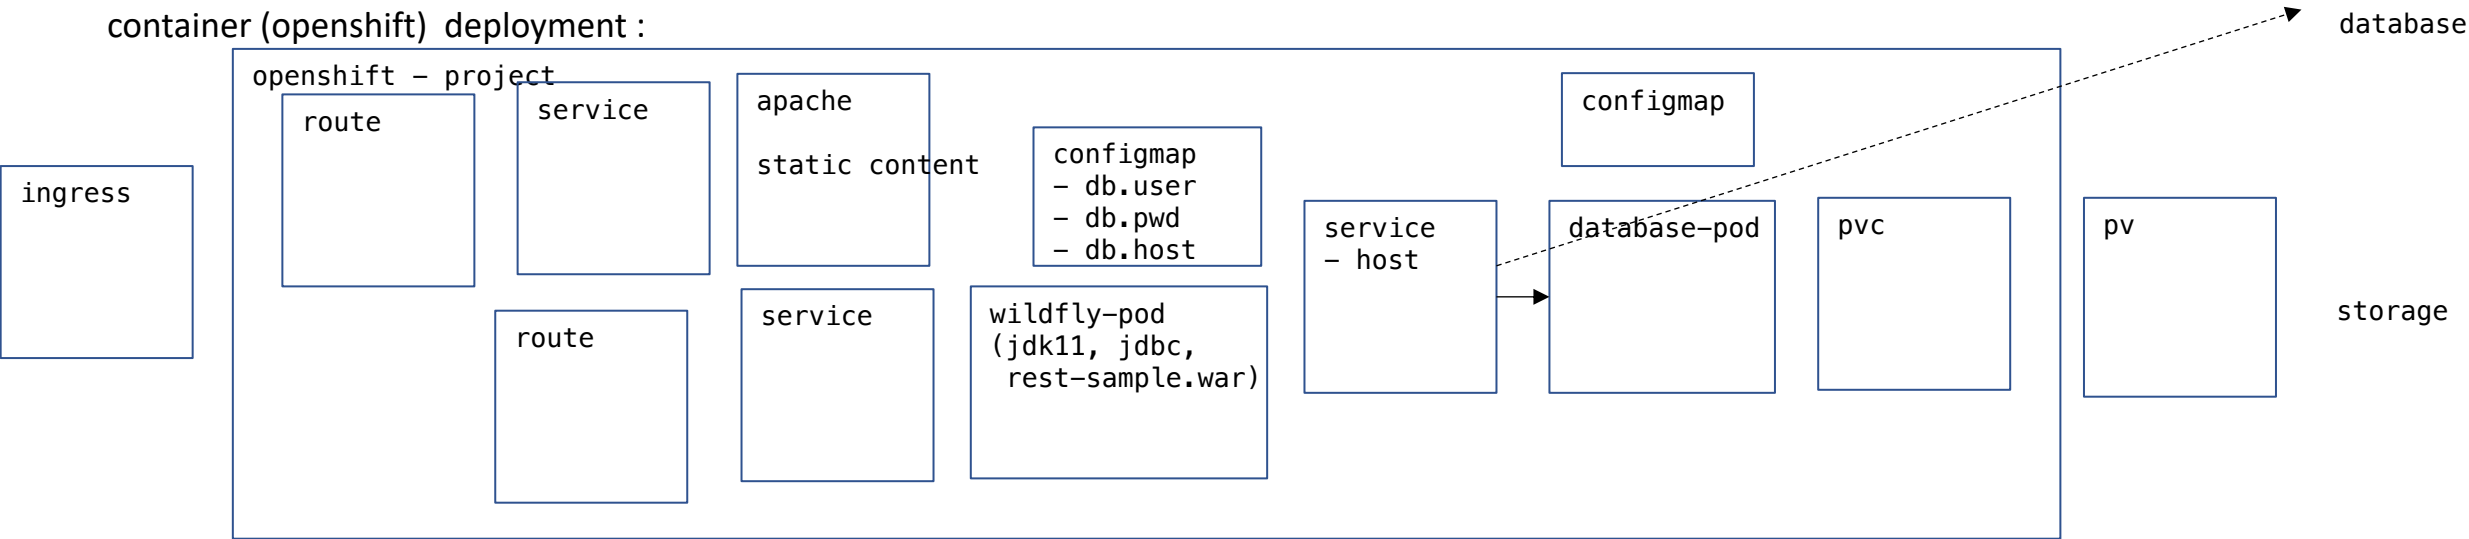 container (openshift)  deployment :
database
openshift – project
route
service
apache
static content
configmap
– db.user
– db.pwd
– db.host
configmap
ingress
service
– host
database–pod
pvc
pv
route
service
wildfly–pod
(jdk11, jdbc,
rest–sample.war)
storage